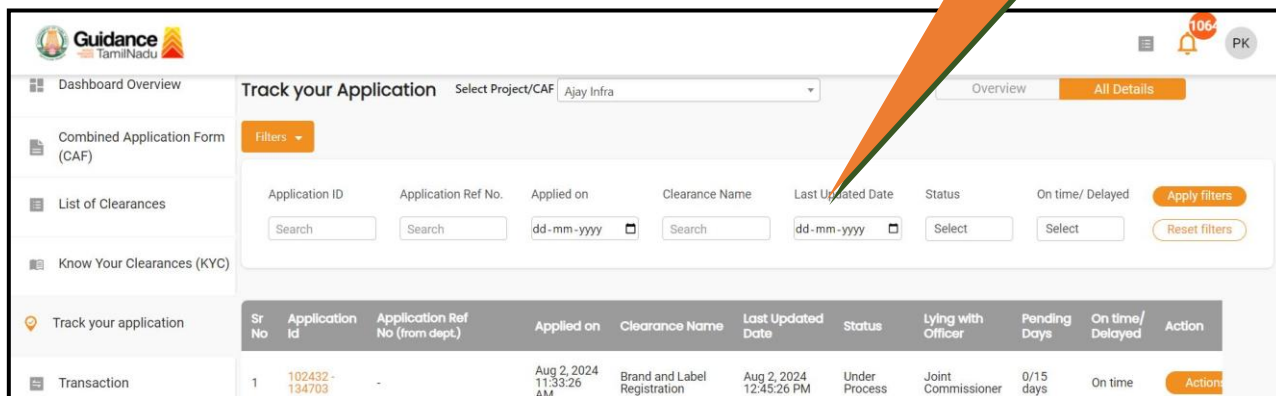 Guidance
TamilNadu
106
PK
Dashboard Overview
Track your Application
Select Project/CAF
Ajay Infra
Overview
All Details
Combined Application Form
(CAF)
Filters
List of Clearances
Application ID
Application Ref No.
Applied on
Clearance Name
Last Updated Date
Status
On time/ Delayed
Apply filters
Search
Search
dd-mm-yyyy
Search
dd-mm-yyyy
Select
Select
Reset filters
Know Your Clearances (KYC)
Track your application
Sr
No
Application
Id
Application Ref
No (from dept.)
Applied on
Clearance Name
Last Updated
Date
Status
Lying with
Officer
Pending
Days
On time/
Delayed
Action
Transaction
1
102432 -
134703
-
Aug 2, 2024
11:33:26
AM
Brand and Label
Registration
Aug 2, 2024
12:45:26 PM
Under
Process
Joint
Commissioner
0/15
days
On time
Actions